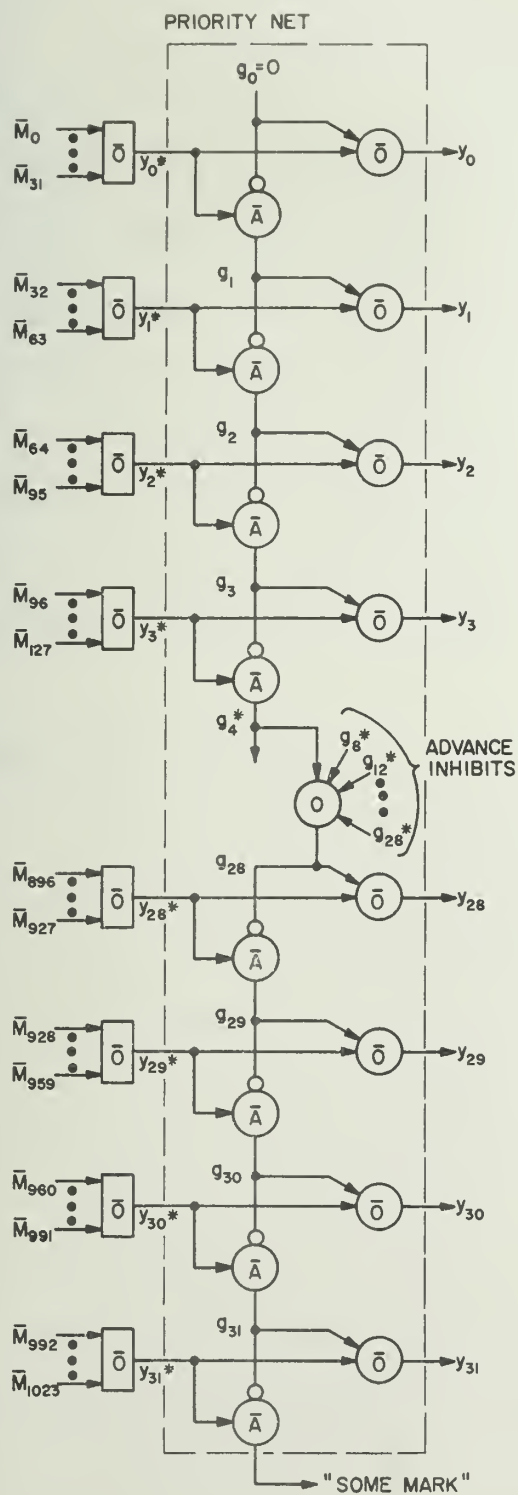 PRIORITY NET
g₀=0
M̄₀
M̄₃₁
Ō
y₀*
Ō
y₀
Ā
M̄₃₂
M̄₆₃
Ō
y₁*
g₁
Ō
y₁
Ā
M̄₆₄
M̄₉₅
Ō
y₂*
g₂
Ō
y₂
Ā
M̄₉₆
M̄₁₂₇
Ō
y₃*
g₃
Ō
y₃
Ā
g₄*
O
g₈*
g₁₂*
g₂₈*
ADVANCE
INHIBITS
M̄₈₉₆
M̄₉₂₇
Ō
y₂₈*
g₂₈
Ō
y₂₈
Ā
M̄₉₂₈
M̄₉₅₉
Ō
y₂₉*
g₂₉
Ō
y₂₉
Ā
M̄₉₆₀
M̄₉₉₁
Ō
y₃₀*
g₃₀
Ō
y₃₀
Ā
M̄₉₉₂
M̄₁₀₂₃
Ō
y₃₁*
g₃₁
Ō
y₃₁
Ā
"SOME MARK"